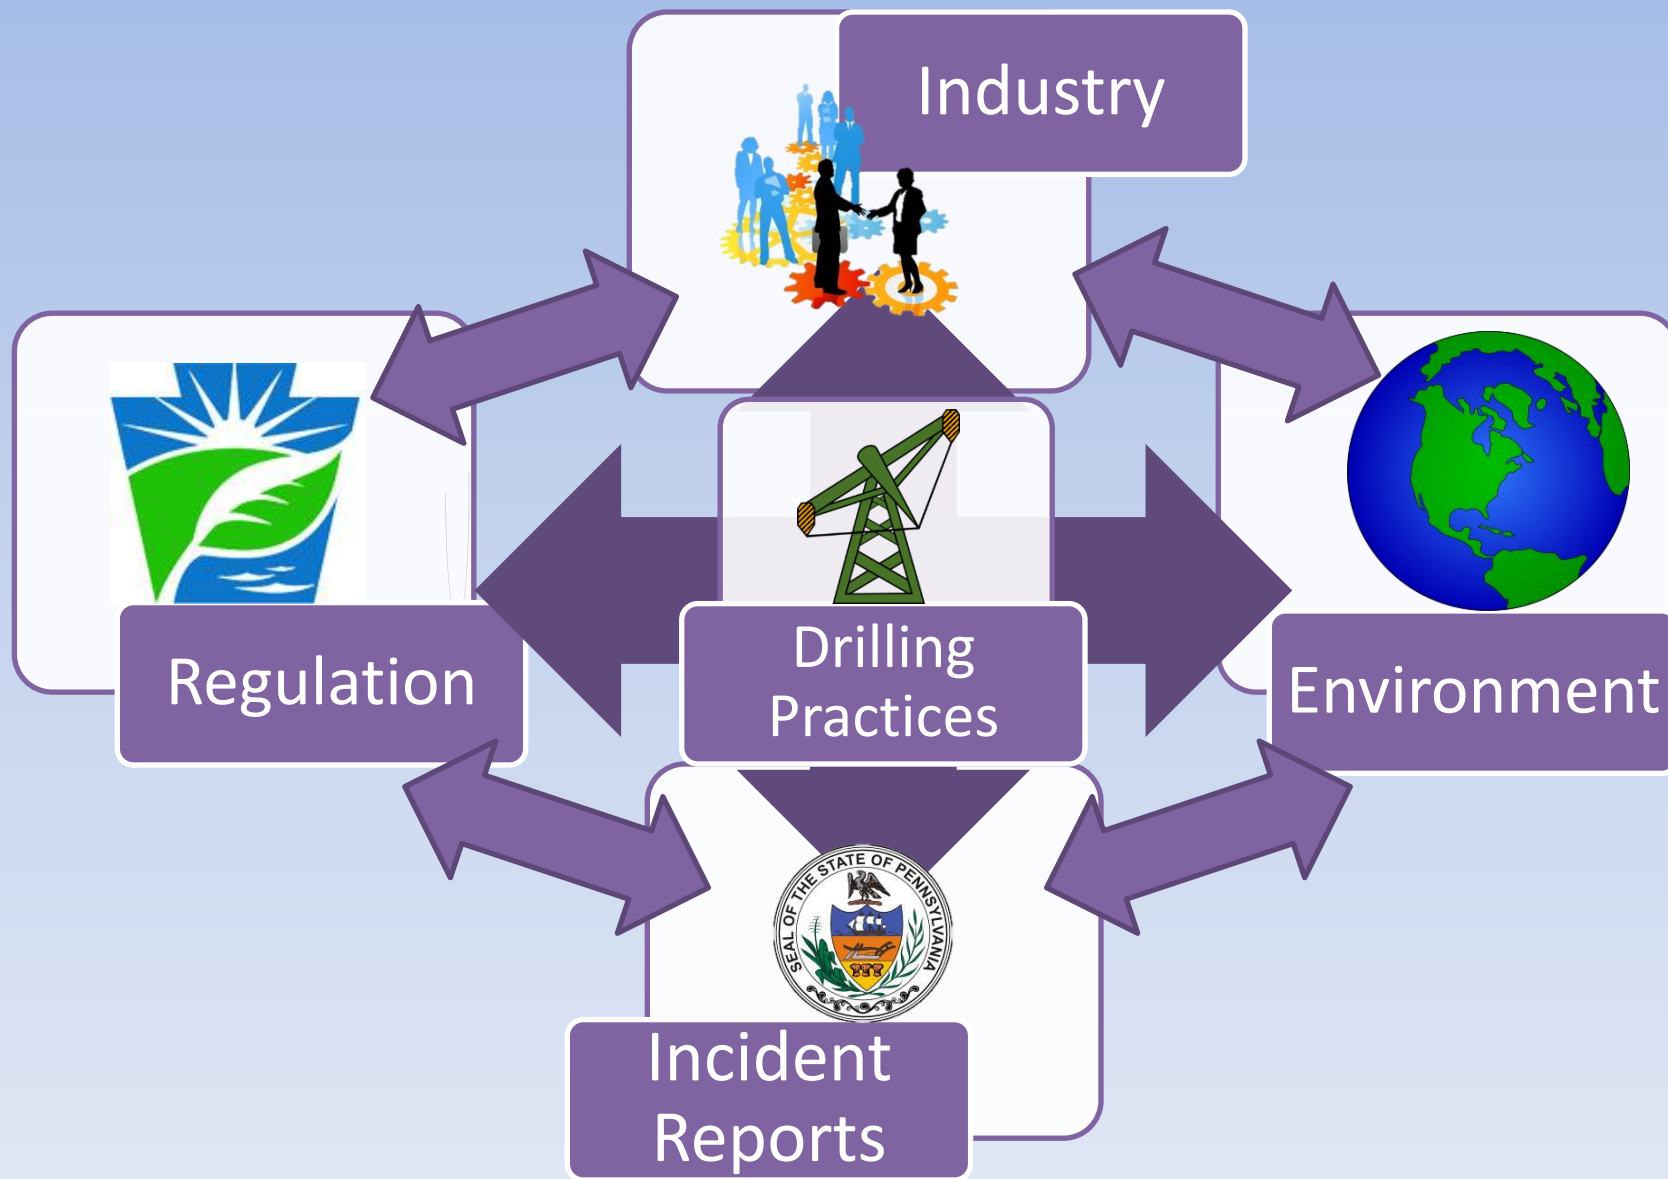 Industry
Regulation
Drilling
Practices
Environment
SEAL OF THE STATE OF PENNSYLVANIA
Incident
Reports